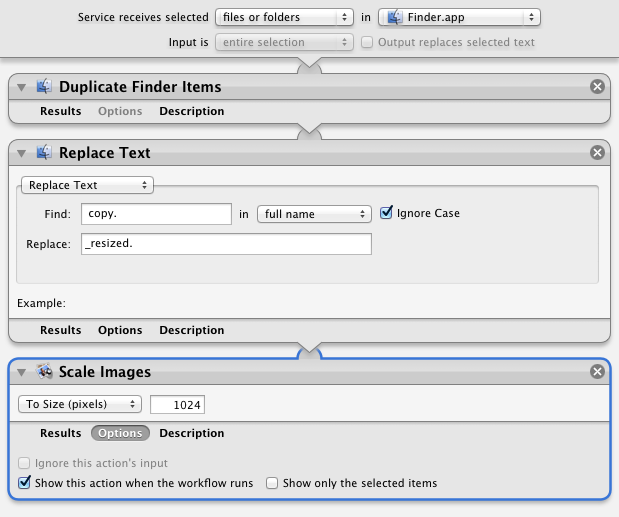 Service receives selected files or folders in Finder.app
Input is entire selection Output replaces selected text
Duplicate Finder Items
Results Options Description
Replace Text
Replace Text
Find: copy. in full name Ignore Case
Replace: _resized.
Example:
Results Options Description
Scale Images
To Size (pixels) 1024
Results Options Description
Ignore this action's input
Show this action when the workflow runs Show only the selected items